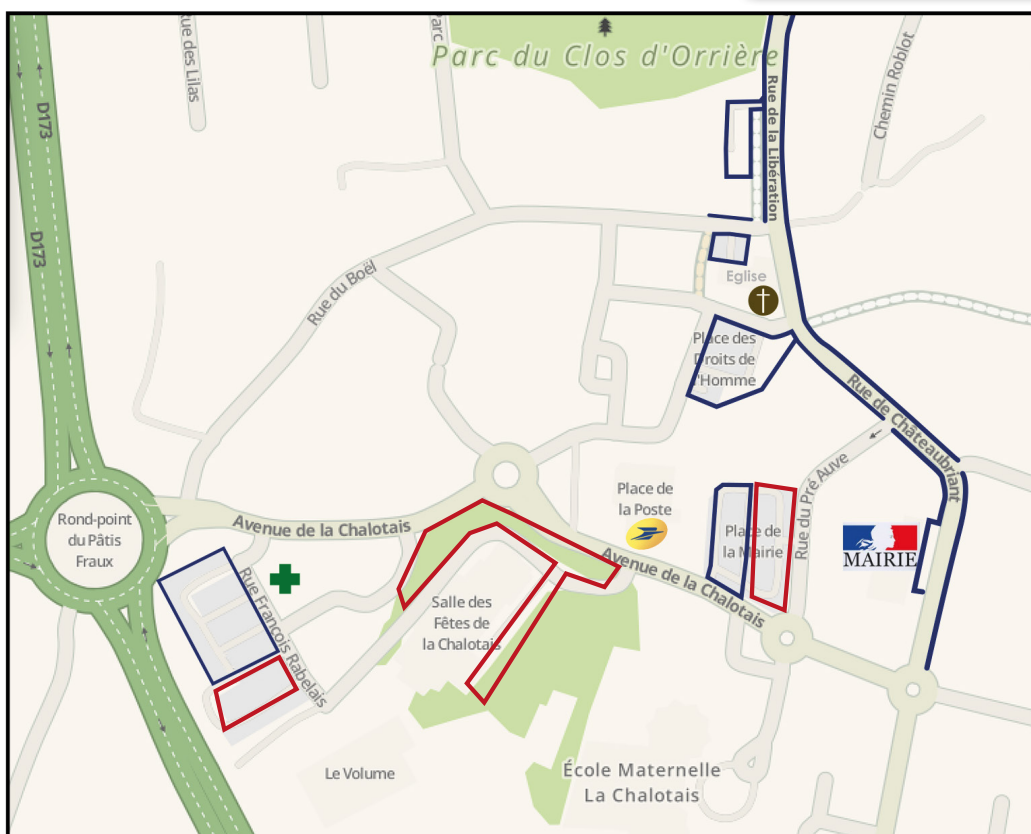 Rue des Lilas
Parc
Parc du Clos d'Orrière
Rue de la Libération
Chemin Roblot
D173
D173
Rue du Boël
Eglise
Place des
Droits de
l'Homme
Rue de Châteaubriant
Rue du Pré Auve
Place de
la Poste
Place de
la Mairie
MAIRIE
Rond-point
du Pâtis
Fraux
Avenue de la Chalotais
Avenue de la Chalotais
Rue François Rabelais
Salle des
Fêtes de
la Chalotais
Le Volume
École Maternelle
La Chalotais